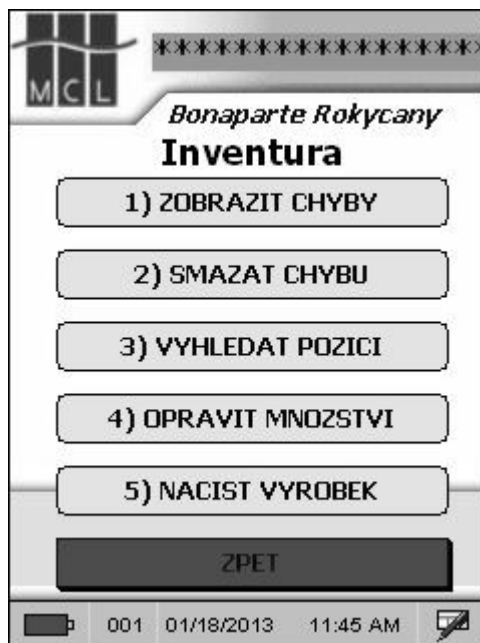 MCL
*****************
Bonaparte Rokycany
Inventura
1) ZOBRAZIT CHYBY
2) SMAZAT CHYBU
3) VYHLEDAT POZICI
4) OPRAVIT MNOZSTVI
5) NACIST VYROBEK
ZPET
001 01/18/2013 11:45 AM